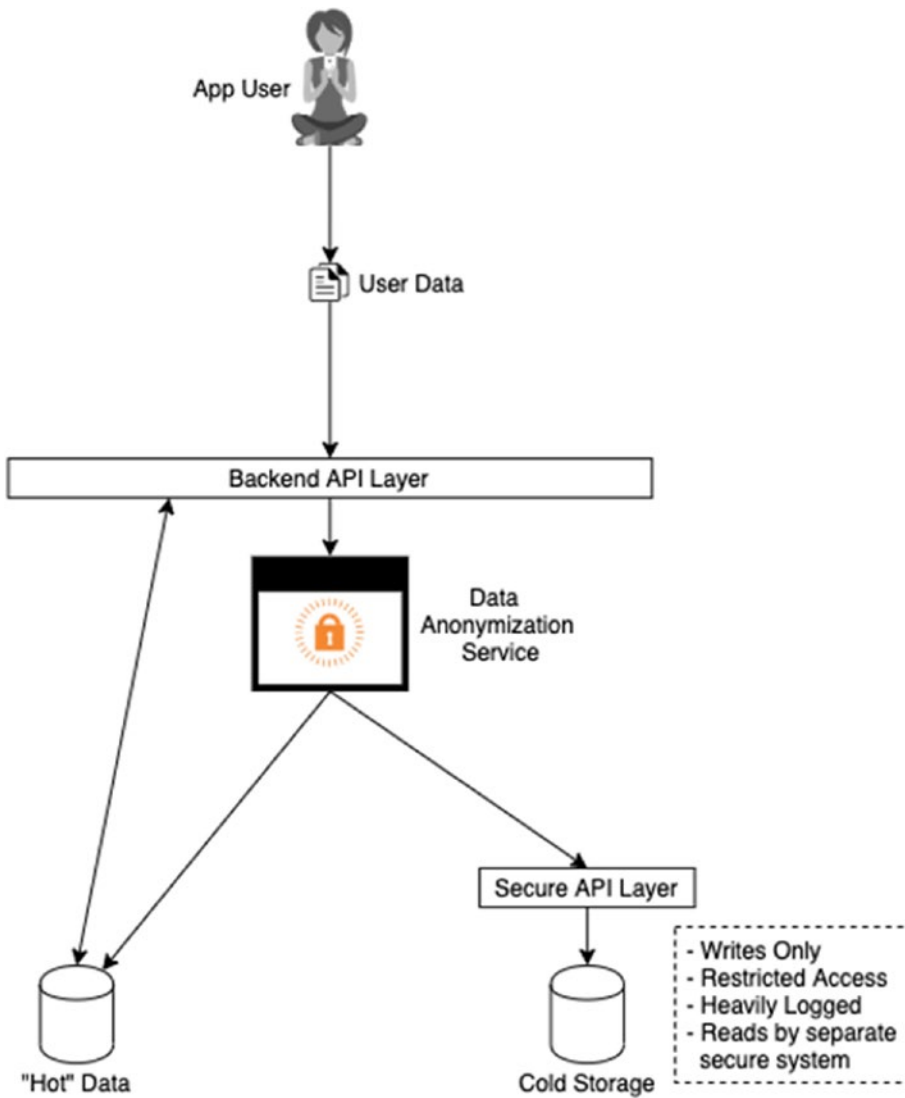 App User
User Data
Backend API Layer
Data
Anonymization
Service
Secure API Layer
- Writes Only
- Restricted Access
- Heavily Logged
- Reads by separate
secure system
"Hot" Data
Cold Storage